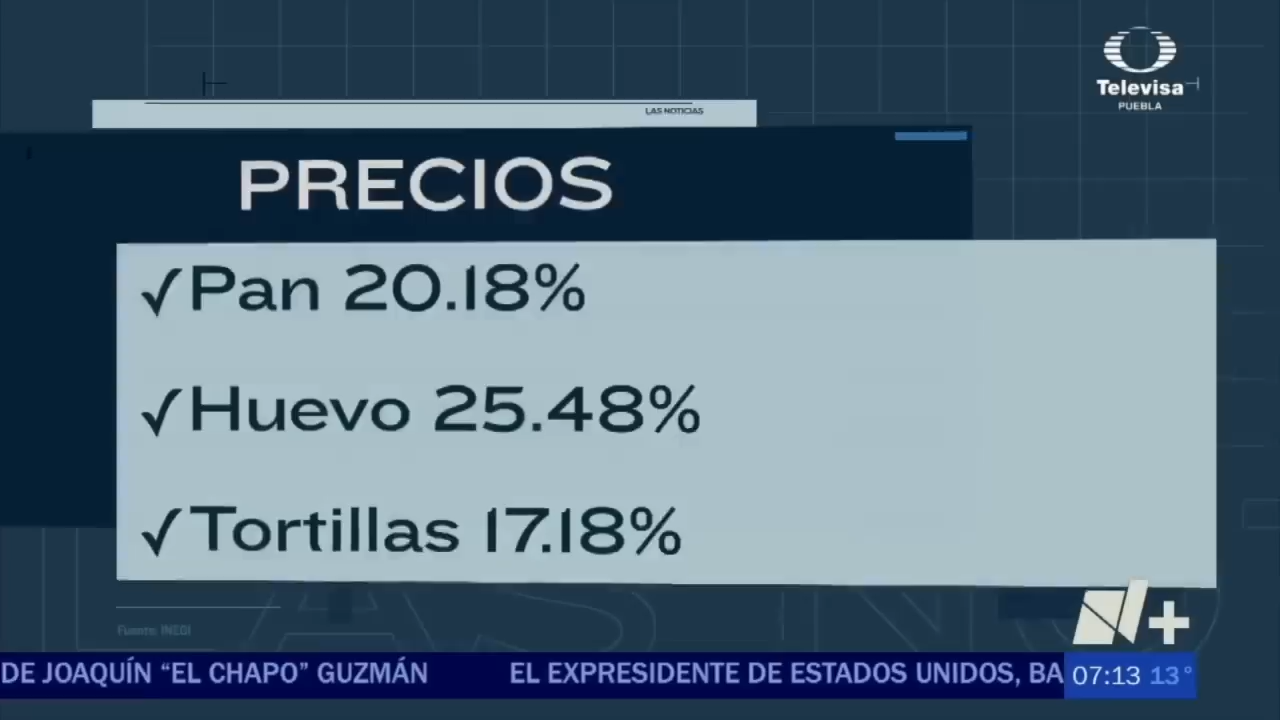 Televisa
PUEBLA
LAS NOTICIAS
PRECIOS
✓Pan 20.18%
✓Huevo 25.48%
✓Tortillas 17.18%
Fuente: INEGI
N+
DE JOAQUÍN “EL CHAPO” GUZMÁN EL EXPRESIDENTE DE ESTADOS UNIDOS, BA
07:13 13°